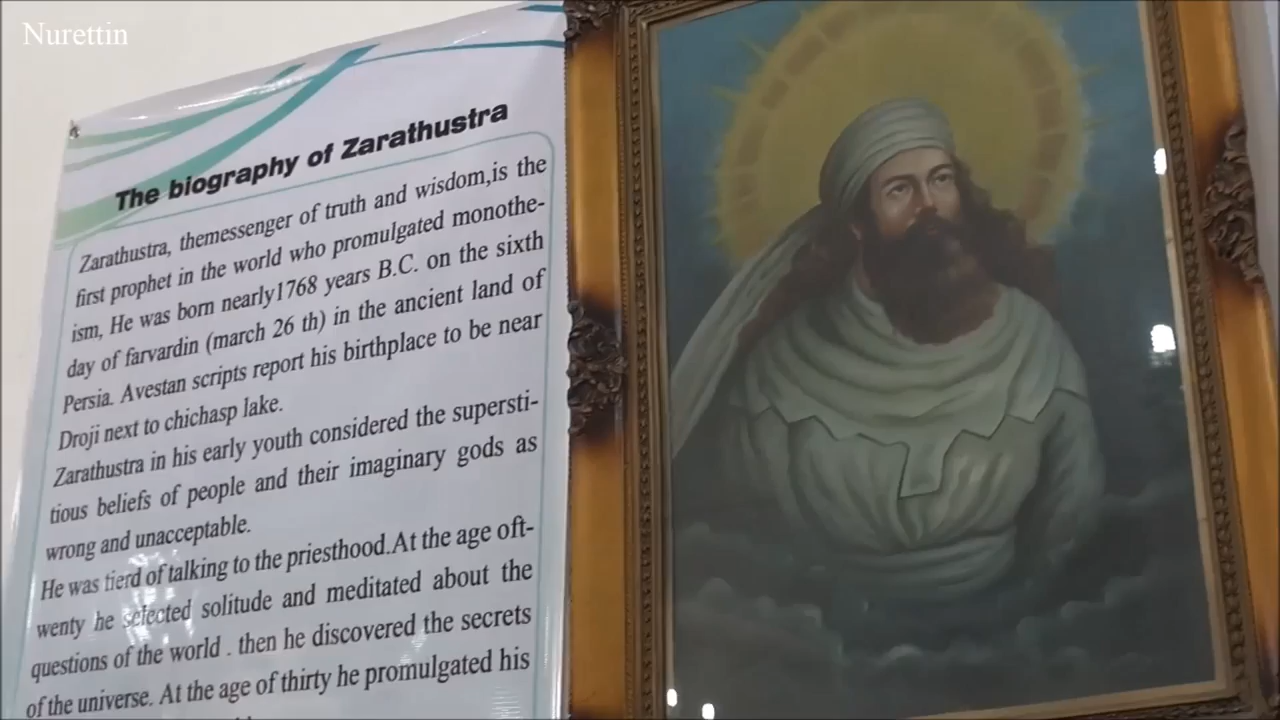 Nurettin
The biography of Zarathustra
Zarathustra, themessenger of truth and wisdom,is the
first prophet in the world who promulgated monothe-
ism, He was born nearly1768 years B.C. on the sixth
day of farvardin (march 26 th) in the ancient land of
Persia. Avestan scripts report his birthplace to be near
Droji next to chichasp lake.
Zarathustra in his early youth considered the supersti-
tious beliefs of people and their imaginary gods as
wrong and unacceptable.
He was tierd of talking to the priesthood.At the age oft-
wenty he selected solitude and meditated about the
questions of the world . then he discovered the secrets
of the universe. At the age of thirty he promulgated his